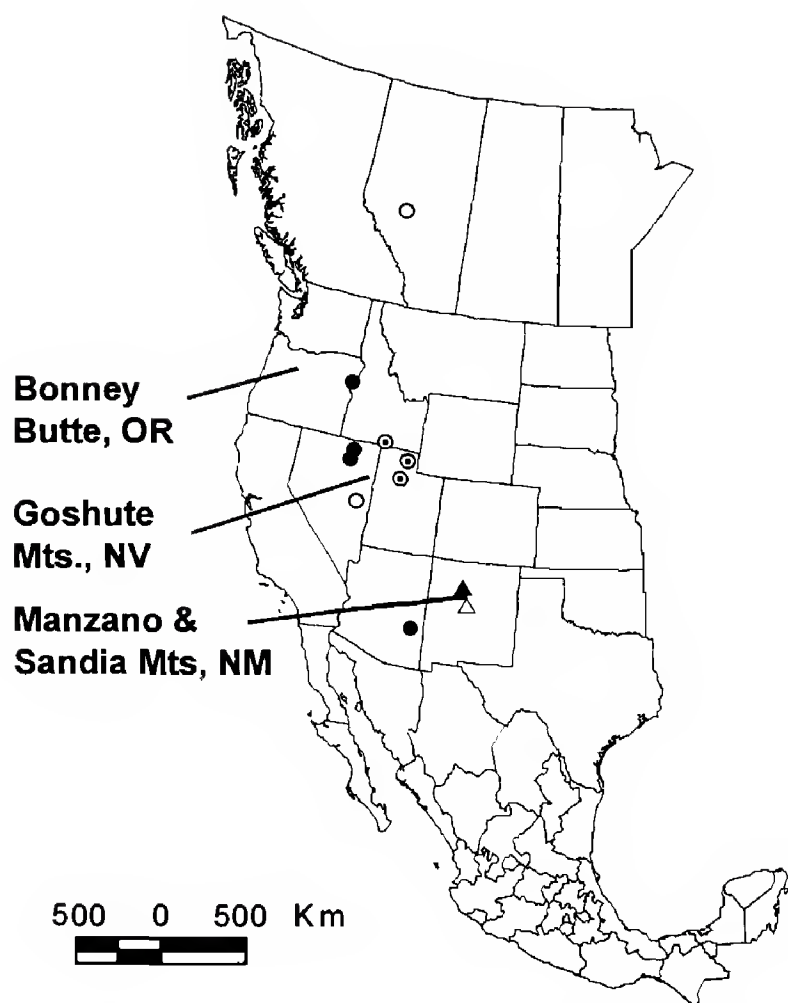 Bonney
Butte, OR
Goshute
Mts., NV
Manzano &
Sandia Mts, NM
500 0 500 Km